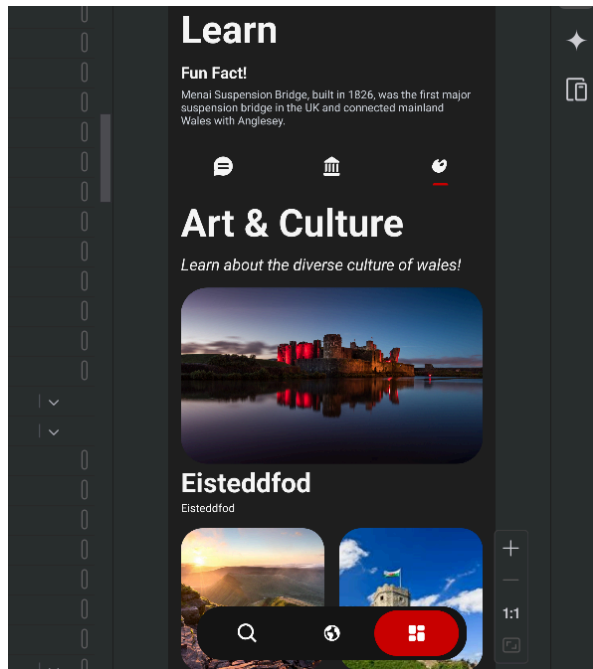 Learn
Fun Fact!
Menai Suspension Bridge, built in 1826, was the first major
suspension bridge in the UK and connected mainland
Wales with Anglesey.
Art & Culture
Learn about the diverse culture of wales!
Eisteddfod
Eisteddfod
1:1